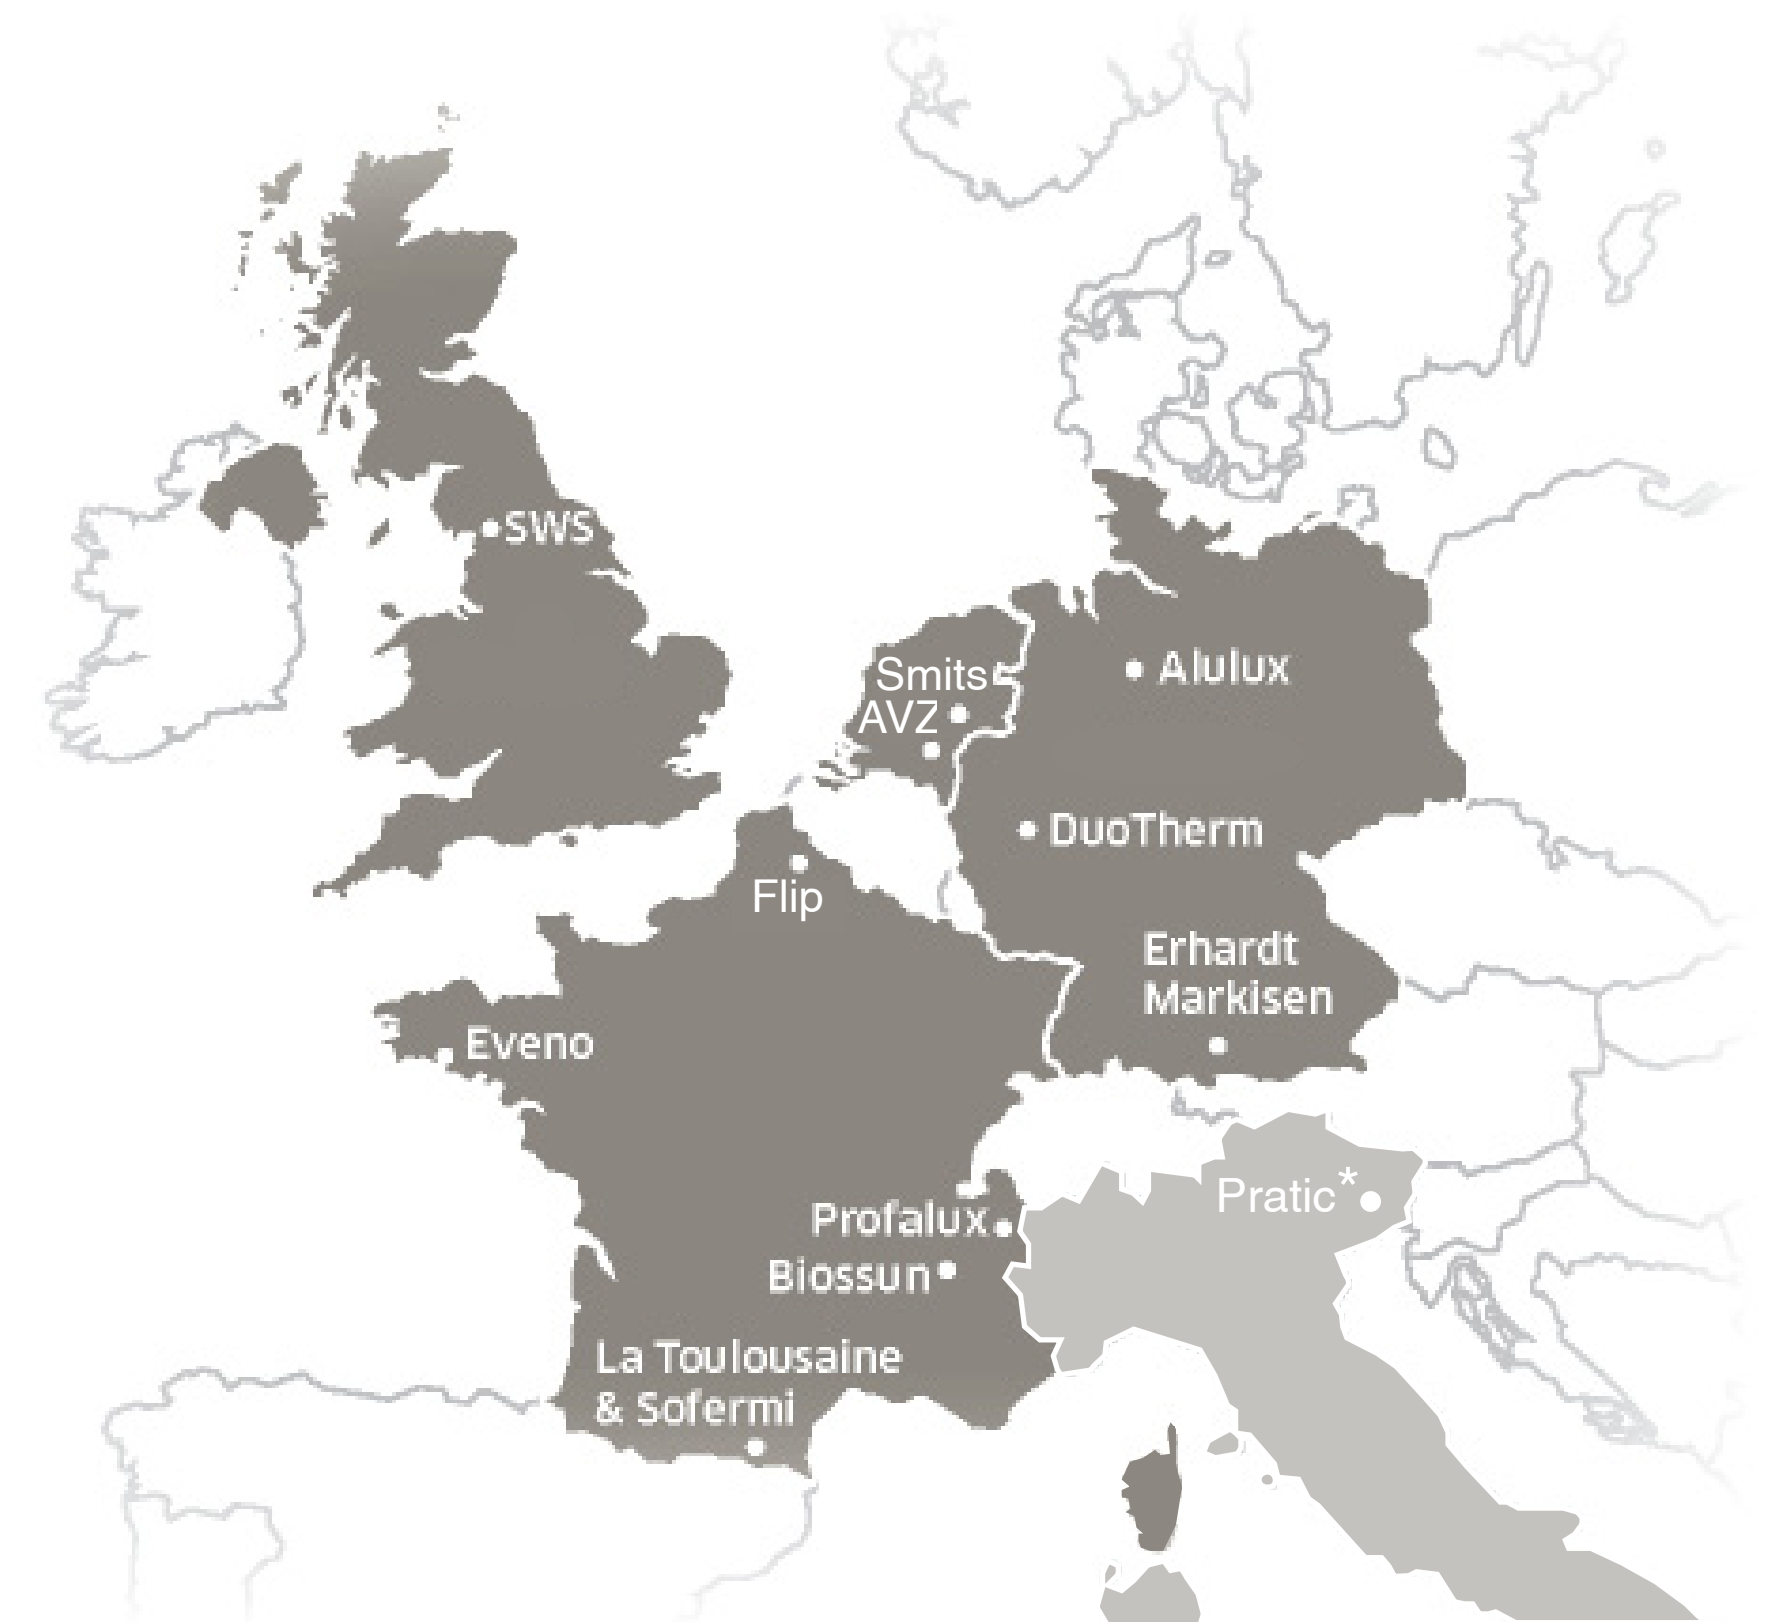 SWS
Smits
AVZ
Alulux
DuoTherm
Flip
Erhardt
Markisen
Eveno
Pratic*
Profalux
Biossun
La Toulousaine
& Sofermi